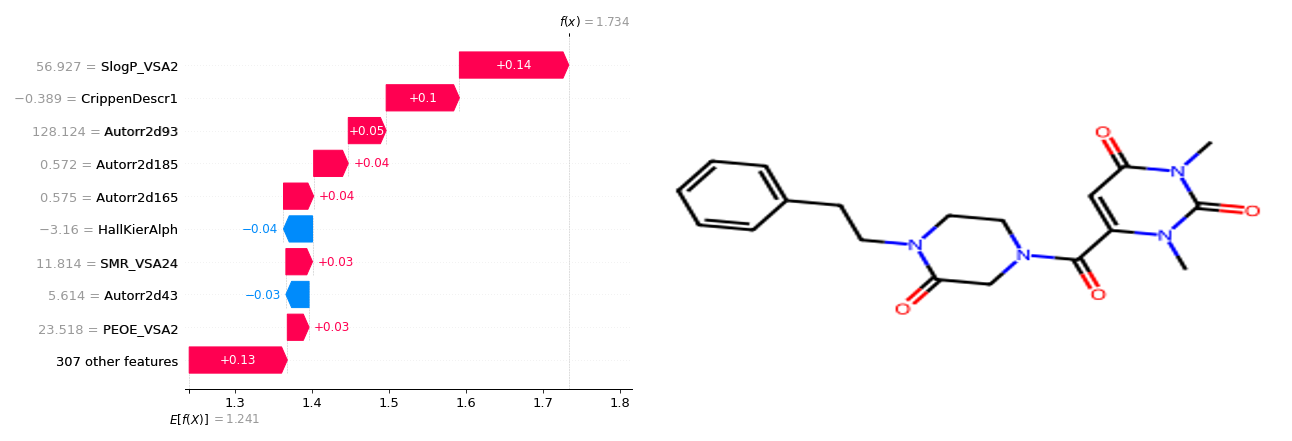 f(x) = 1.734
56.927 = SlogP_VSA2
+0.14
−0.389 = CrippenDescr1
+0.1
128.124 = Autorr2d93
+0.05
0.572 = Autorr2d185
+0.04
0.575 = Autorr2d165
+0.04
−3.16 = HallKierAlph
−0.04
11.814 = SMR_VSA24
+0.03
5.614 = Autorr2d43
−0.03
23.518 = PEOE_VSA2
+0.03
307 other features
+0.13
1.3 1.4 1.5 1.6 1.7 1.8
E[f(X)] = 1.241
O
N
O
N
N
N
O
O